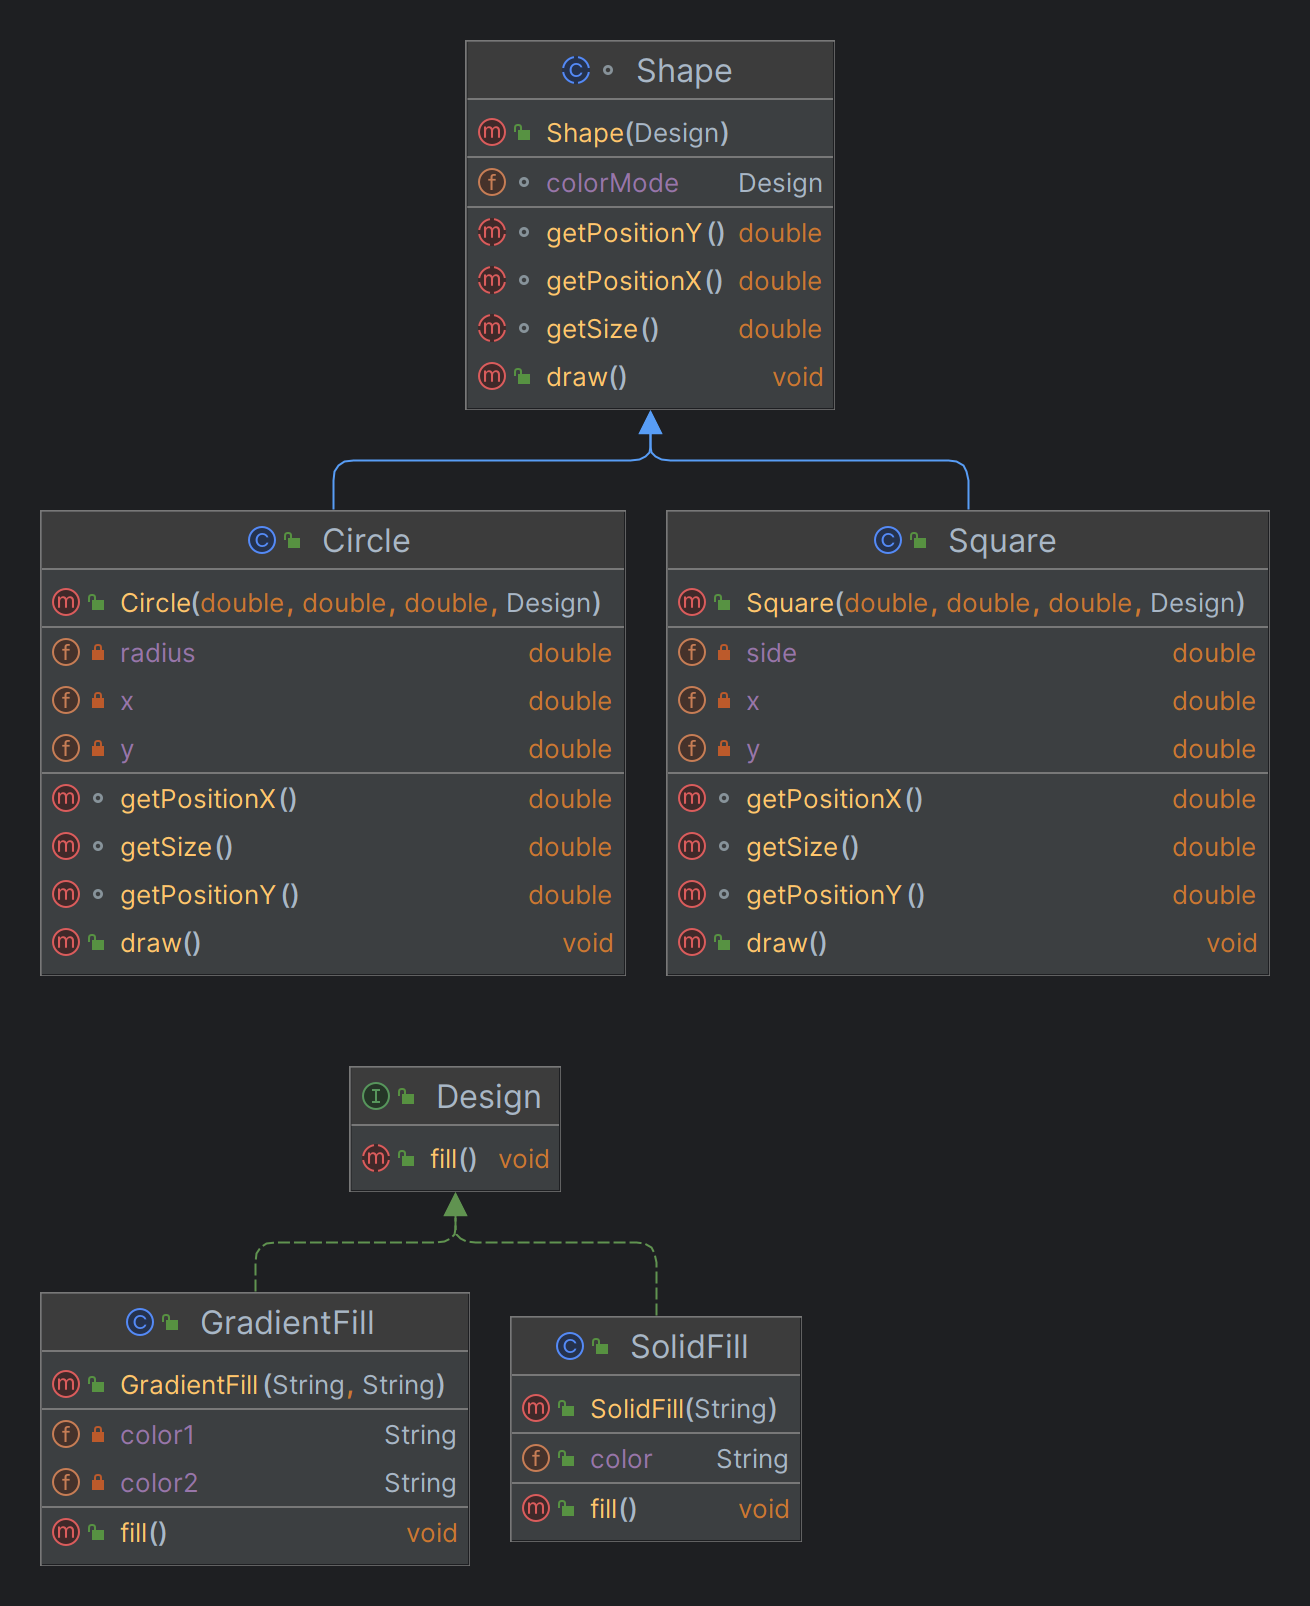 Shape
Shape(Design)
colorMode Design
getPositionY() double
getPositionX() double
getSize() double
draw() void
Circle
Circle(double, double, double, Design)
radius double
x double
y double
getPositionX() double
getSize() double
getPositionY() double
draw() void
Square
Square(double, double, double, Design)
side double
x double
y double
getPositionX() double
getSize() double
getPositionY() double
draw() void
Design
fill() void
GradientFill
GradientFill(String, String)
color1 String
color2 String
fill() void
SolidFill
SolidFill(String)
color String
fill() void